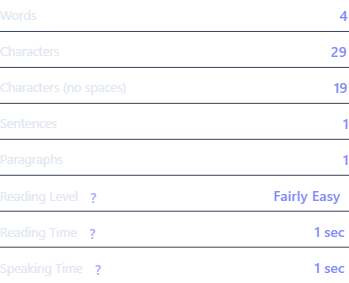 Words 4
Characters 29
Characters (no spaces) 19
Sentences 1
Paragraphs 1
Reading Level ? Fairly Easy
Reading Time ? 1 sec
Speaking Time ? 1 sec